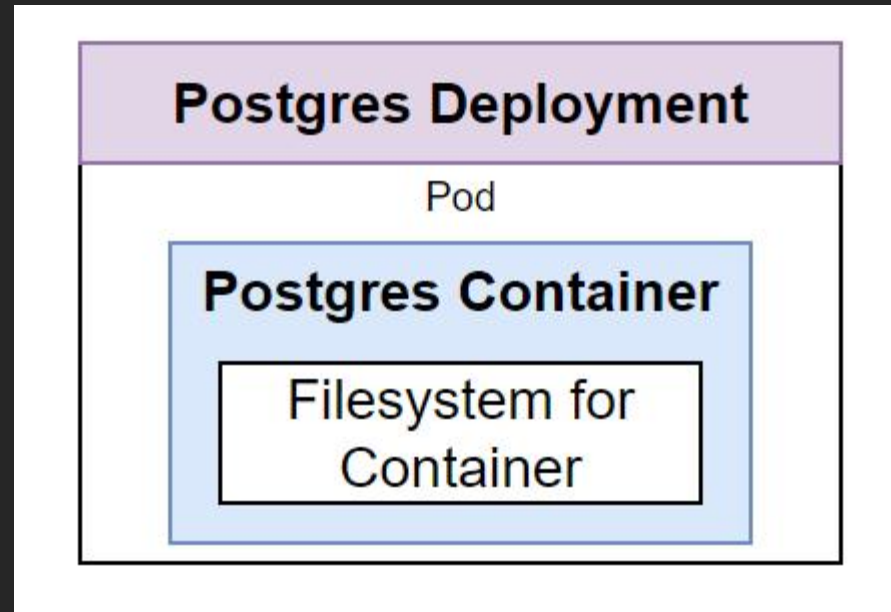 Postgres Deployment
Pod
Postgres Container
Filesystem for
Container